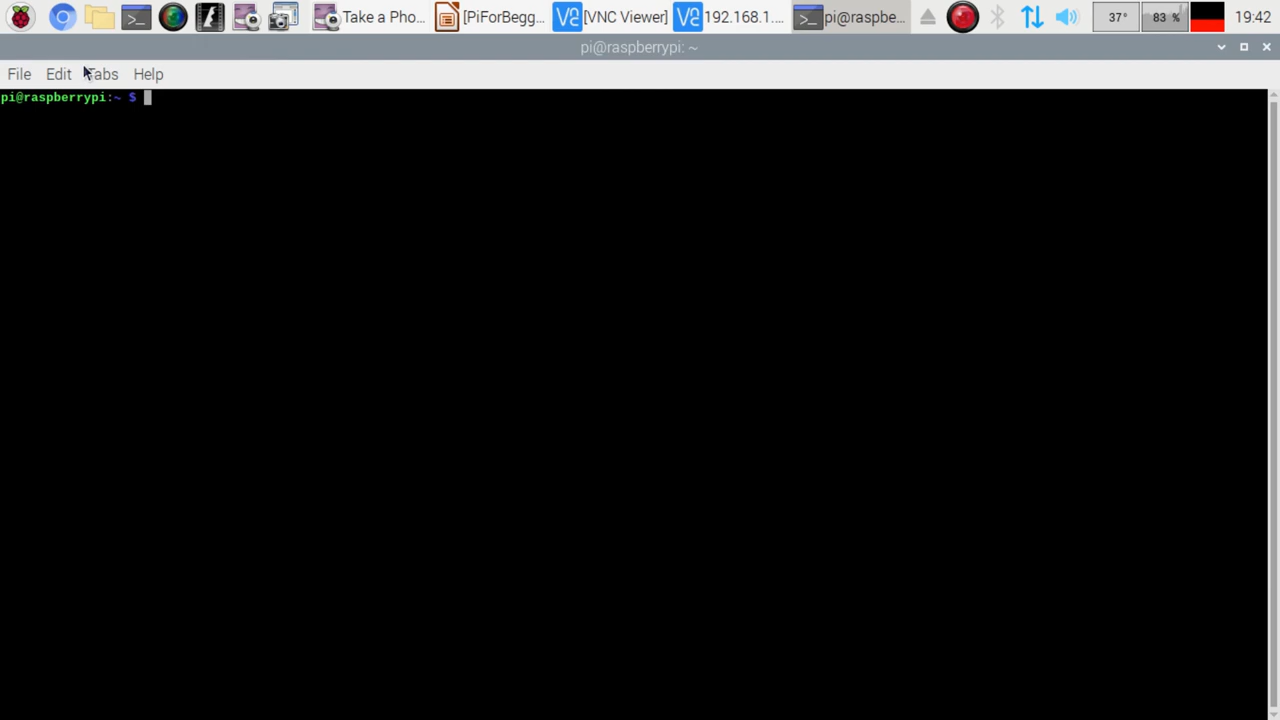 Take a Pho... [PiForBegg... [VNC Viewer] 192.168.1.... pi@raspbe... 37° 83 % 19:42
pi@raspberrypi: ~
File Edit Tabs Help
pi@raspberrypi:~ $